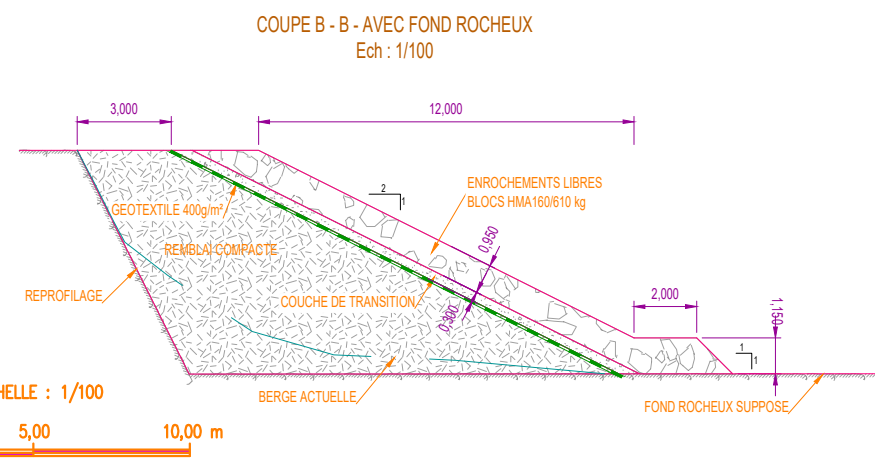 COUPE B - B - AVEC FOND ROCHEUX
Ech : 1/100
3,000
12,000
2
1
ENROCHEMENTS LIBRES
BLOCS HMA160/610 kg
GEOTEXTILE 400g/m²
REMBLAI COMPACTE
0,950
REPROFILAGE
COUCHE DE TRANSITION
0,300
2,000
1,150
1
1
BERGE ACTUELLE
FOND ROCHEUX SUPPOSE
HELLE : 1/100
5,00
10,00 m